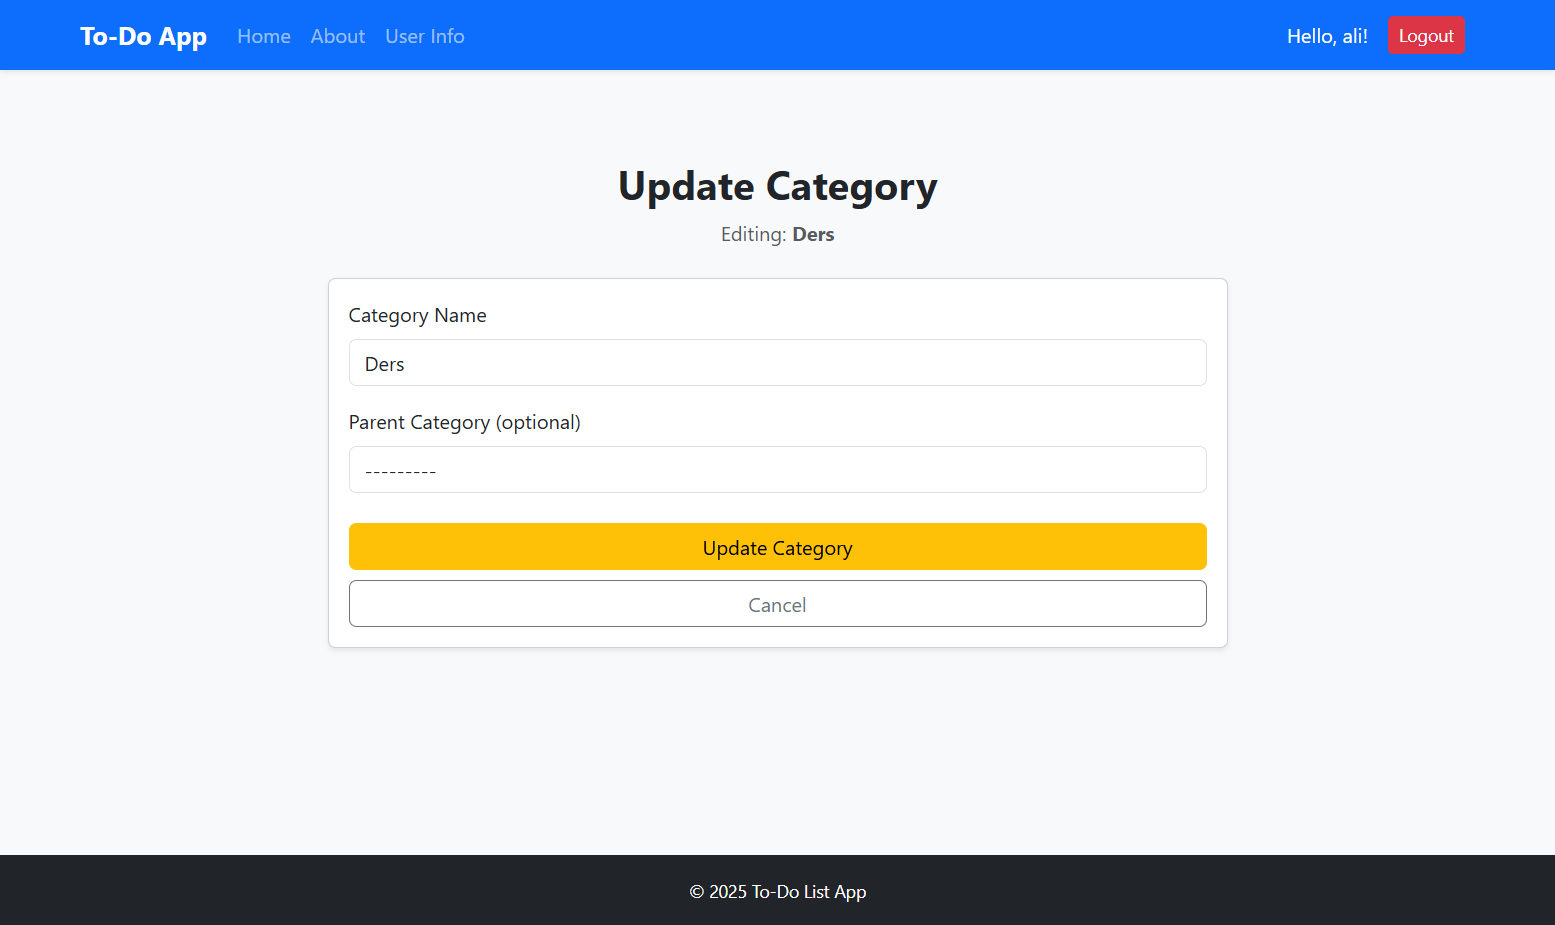 To-Do App Home About User Info Hello, ali! Logout
Update Category
Editing: Ders
Category Name
Ders
Parent Category (optional)
---------
Update Category
Cancel
© 2025 To-Do List App